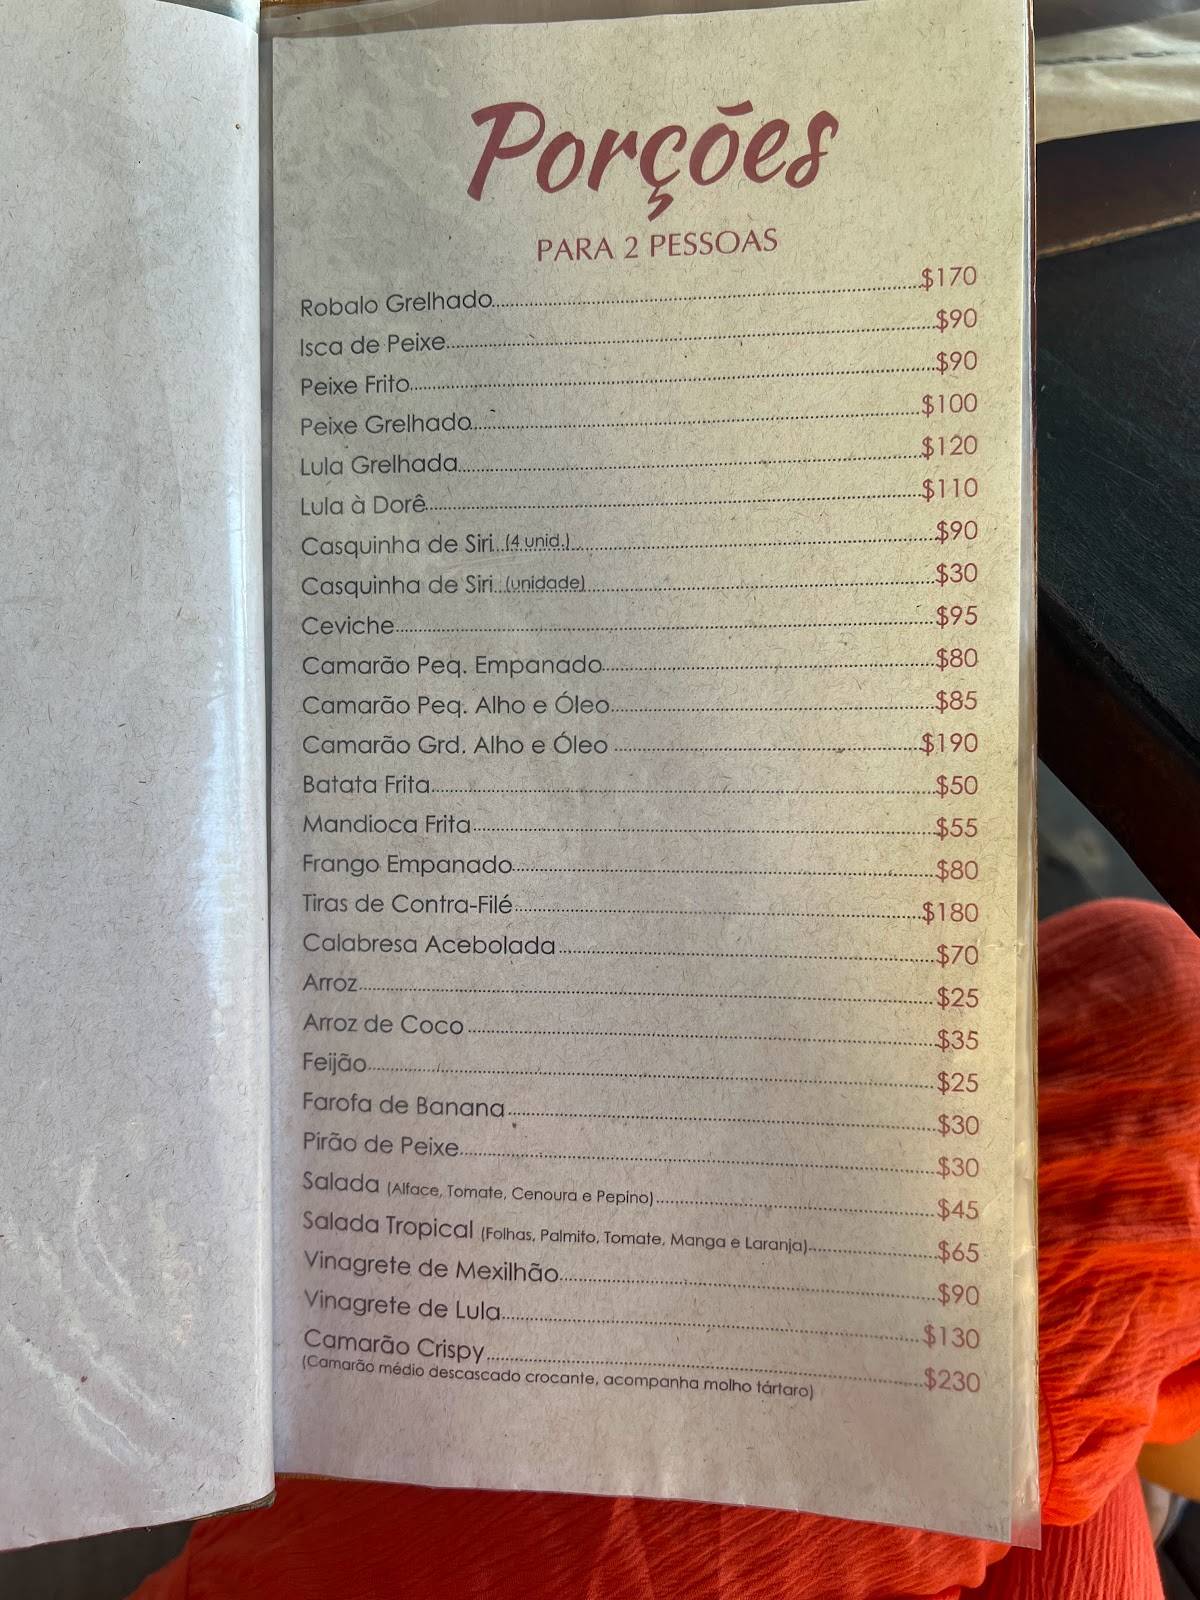 Porções
PARA 2 PESSOAS
Robalo Grelhado $170
Isca de Peixe $90
Peixe Frito $90
Peixe Grelhado $100
Lula Grelhada $120
Lula à Dorê $110
Casquinha de Siri (4 unid.) $90
Casquinha de Siri (unidade) $30
Ceviche $95
Camarão Peq. Empanado $80
Camarão Peq. Alho e Óleo $85
Camarão Grd. Alho e Óleo $190
Batata Frita $50
Mandioca Frita $55
Frango Empanado $80
Tiras de Contra-Filé $180
Calabresa Acebolada $70
Arroz $25
Arroz de Coco $35
Feijão $25
Farofa de Banana $30
Pirão de Peixe $30
Salada (Alface, Tomate, Cenoura e Pepino) $45
Salada Tropical (Folhas, Palmito, Tomate, Manga e Laranja) $65
Vinagrete de Mexilhão $90
Vinagrete de Lula $130
Camarão Crispy $230
(Camarão médio descascado crocante, acompanha molho tártaro)